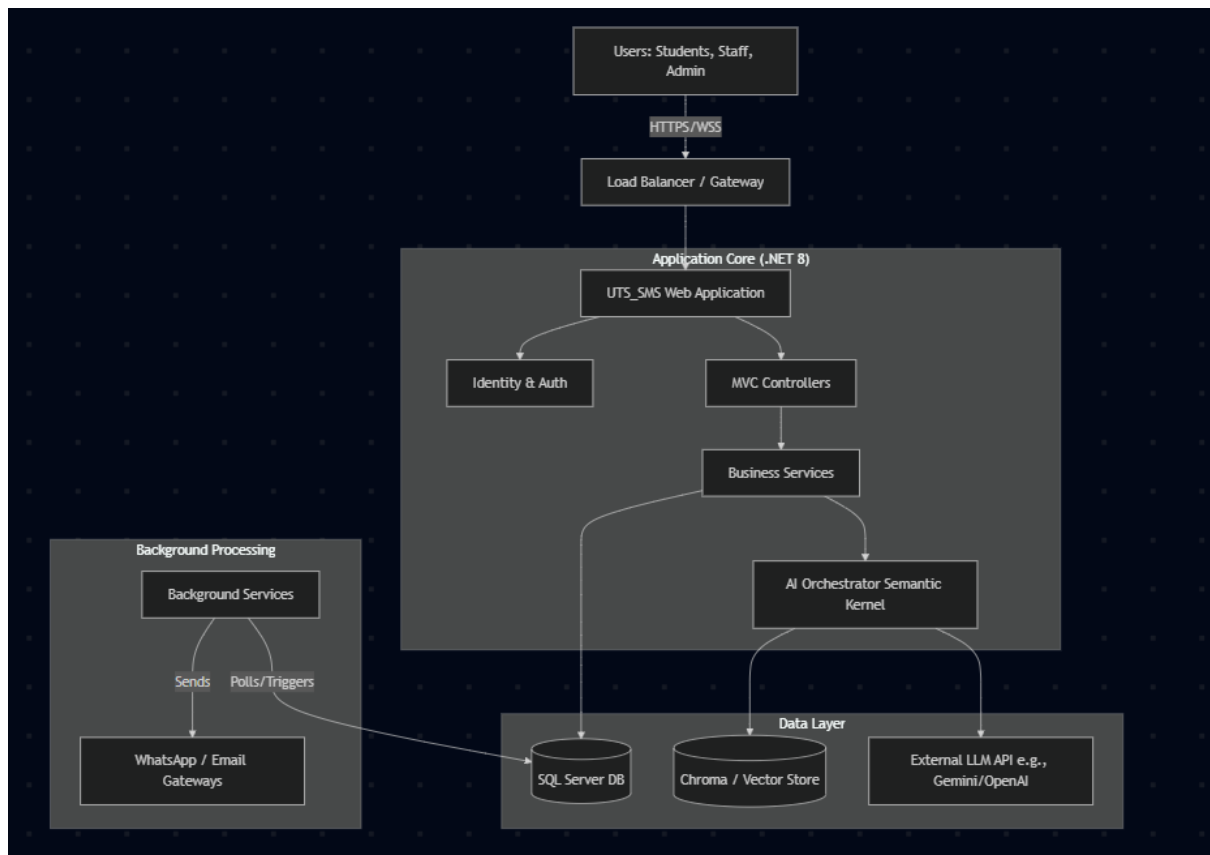 Users: Students, Staff,
Admin
HTTPS/WSS
Load Balancer / Gateway
Application Core (.NET 8)
UTS_SMS Web Application
Identity & Auth
MVC Controllers
Business Services
Background Processing
Background Services
AI Orchestrator Semantic
Kernel
Sends
Polls/Triggers
Data Layer
WhatsApp / Email
Gateways
SQL Server DB
Chroma / Vector Store
External LLM API e.g.,
Gemini/OpenAI